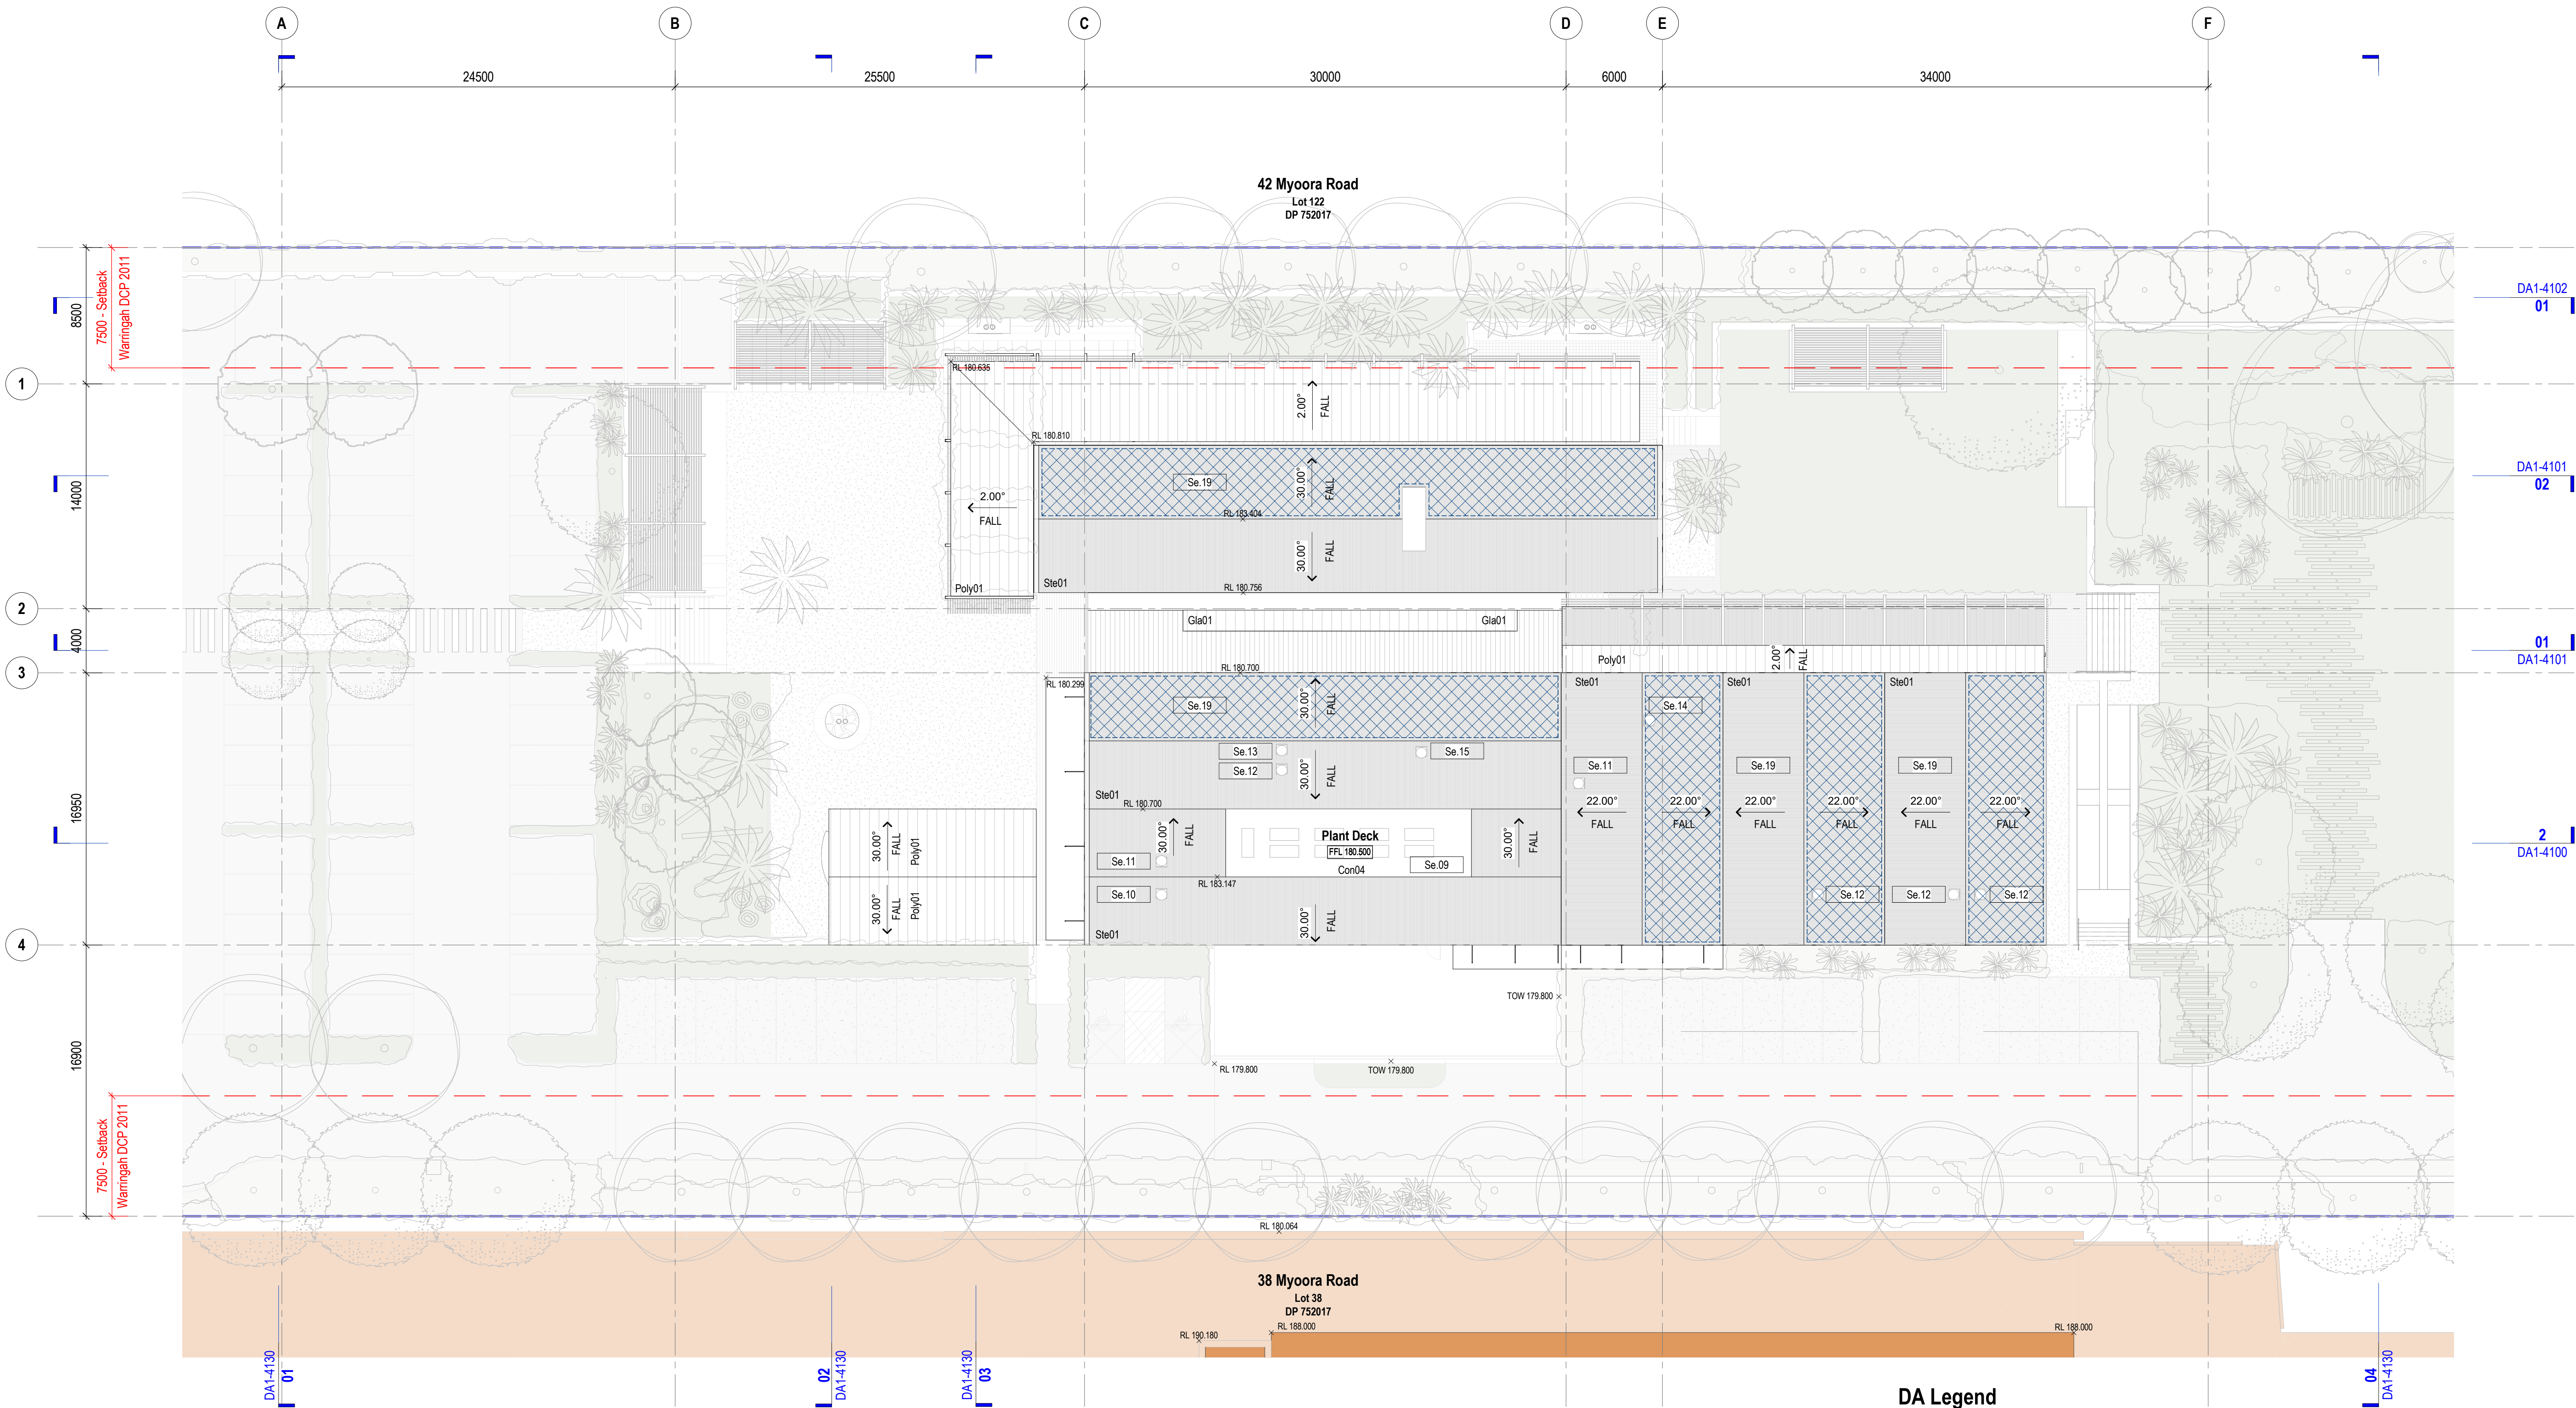 A
B
C
D
E
F
24500
25500
30000
6000
34000
42 Myoora Road
Lot 122
DP 752017
7500 - Setback
Warringah DCP 2011
8500
DA1-4102
01
RL 180.635
1
2.00°
FALL
RL 180.810
DA1-4101
02
14000
Se.19
30.00°
FALL
2.00°
FALL
RL 183.404
30.00°
FALL
Ste01
Poly01
RL 180.756
2
Gla01
Gla01
4000
01
DA1-4101
Poly01
2.00°
FALL
RL 180.700
3
RL 180.299
Ste01
Ste01
Ste01
Se.19
30.00°
FALL
Se.14
Se.13
Se.15
Se.12
30.00°
FALL
Se.11
Se.19
Se.19
Ste01
RL 180.700
16950
22.00°
FALL
22.00°
FALL
22.00°
FALL
22.00°
FALL
22.00°
FALL
22.00°
FALL
30.00°
FALL
Poly01
30.00°
FALL
Plant Deck
FFL 180.500
Con04
Se.09
30.00°
FALL
2
DA1-4100
Se.11
RL 183.147
Se.10
30.00°
FALL
Poly01
30.00°
FALL
Ste01
Se.12
Se.12
Se.12
4
TOW 179.800
16900
RL 179.800
TOW 179.800
7500 - Setback
Warringah DCP 2011
RL 180.064
38 Myoora Road
Lot 38
DP 752017
RL 190.180
RL 188.000
RL 188.000
DA1-4130
01
02
DA1-4130
DA1-4130
03
04
DA1-4130
DA Legend